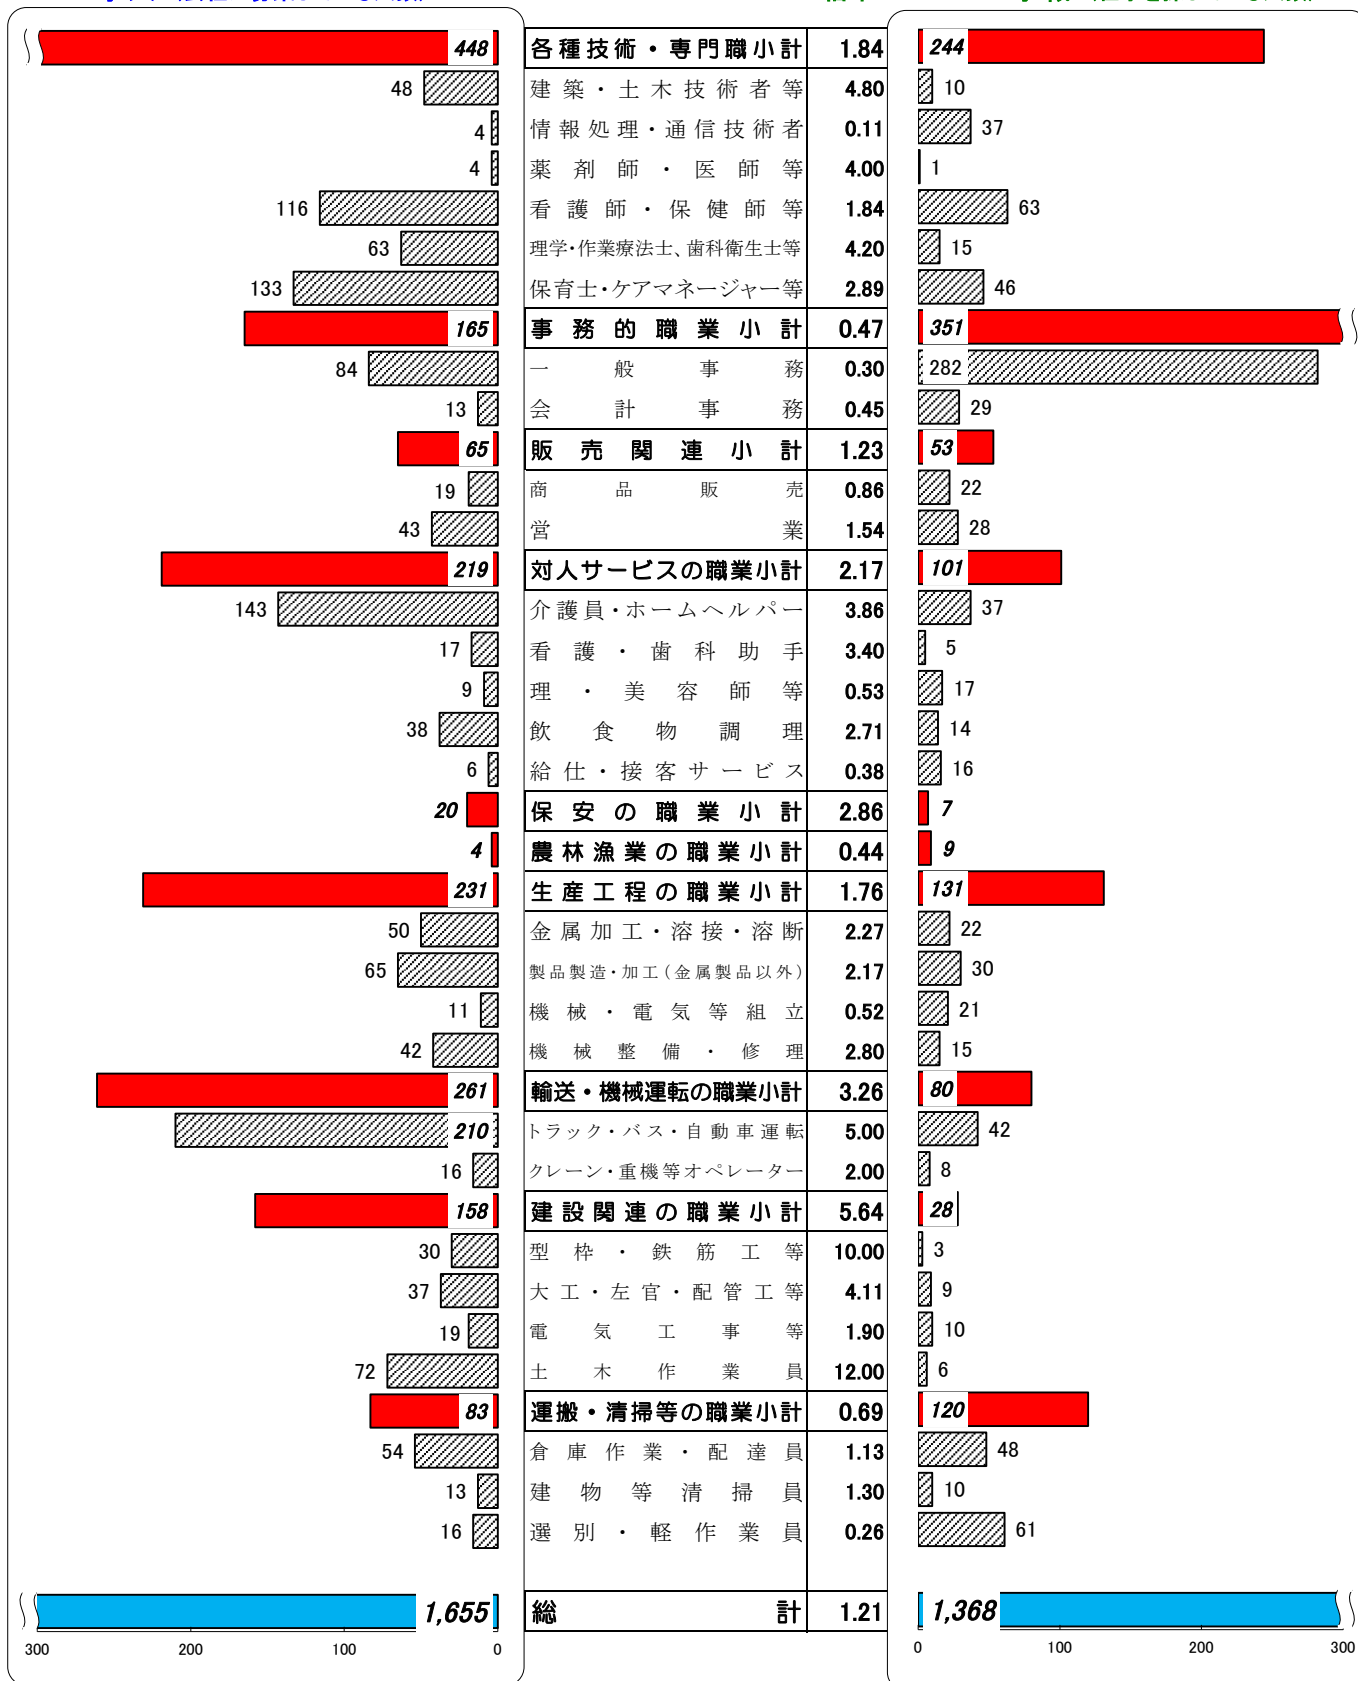 448 各種技術・専門職小計 1.84 244
48 建築・土木技術者等 4.80 10
4 情報処理・通信技術者 0.11 37
4 薬剤師・医師等 4.00 1
116 看護師・保健師等 1.84 63
63 理学・作業療法士、歯科衛生士等 4.20 15
133 保育士・ケアマネージャー等 2.89 46
165 事務的職業小計 0.47 351
84 一般事務 0.30 282
13 会計事務 0.45 29
65 販売関連小計 1.23 53
19 商品販売 0.86 22
43 営業 1.54 28
219 対人サービスの職業小計 2.17 101
143 介護員・ホームヘルパー 3.86 37
17 看護・歯科助手 3.40 5
9 理・美容師等 0.53 17
38 飲食物調理 2.71 14
6 給仕・接客サービス 0.38 16
20 保安の職業小計 2.86 7
4 農林漁業の職業小計 0.44 9
231 生産工程の職業小計 1.76 131
50 金属加工・溶接・溶断 2.27 22
65 製品製造・加工(金属製品以外) 2.17 30
11 機械・電気等組立 0.52 21
42 機械整備・修理 2.80 15
261 輸送・機械運転の職業小計 3.26 80
210 トラック・バス・自動車運転 5.00 42
16 クレーン・重機等オペレーター 2.00 8
158 建設関連の職業小計 5.64 28
30 型枠・鉄筋工等 10.00 3
37 大工・左官・配管工等 4.11 9
19 電気工事等 1.90 10
72 土木作業員 12.00 6
83 運搬・清掃等の職業小計 0.69 120
54 倉庫作業・配達員 1.13 48
13 建物等清掃員 1.30 10
16 選別・軽作業員 0.26 61
1,655 総計 1.21 1,368
300 200 100 0 0 100 200 300